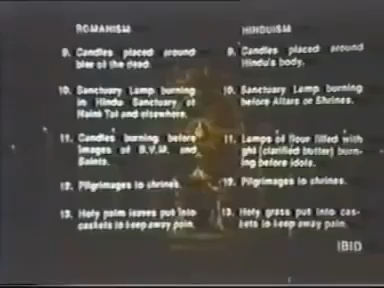 ROMANISM
9. Candles placed around
bier of the dead.
10. Sanctuary Lamp burning
in Hindu Sanctuary of
Naini Tal and elsewhere.
11. Candles burning before
images of B.V.M. and
Saints.
12. Pilgrimages to shrines.
13. Holy palm leaves put into
caskets to keep away pain.
HINDUISM
9. Candles placed around
Hindu's body.
10. Sanctuary Lamp burning
before Altars or Shrines.
11. Lamps of flour filled with
ghi (clarified butter) burn-
ing before idols.
12. Pilgrimages to shrines.
13. Holy grass put into cas-
kets to keep away pain.
IBID